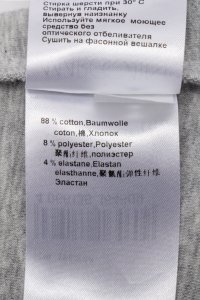 Стирка шерсти при 30° C
Стирать и гладить,
вывернув наизнанку
Используйте мягкое моющее
средство без
оптического отбеливателя
Сушить на фасонной вешалке
88 % cotton,Baumwolle
coton,棉,Хлопок
8 % polyester,Polyester
聚酯纤维,полиэстер
4 % elastane,Elastan
elasthanne,聚氨酯弹性纤维
Эластан